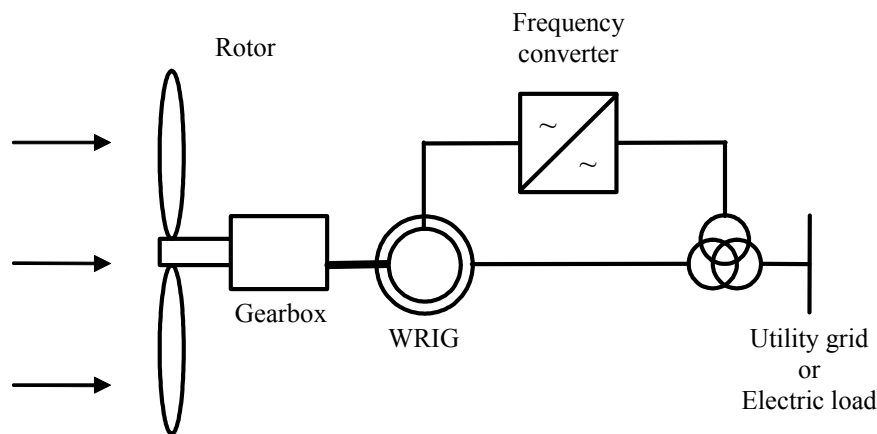 Frequency
converter
Rotor
~
~
Gearbox
WRIG
Utility grid
or
Electric load